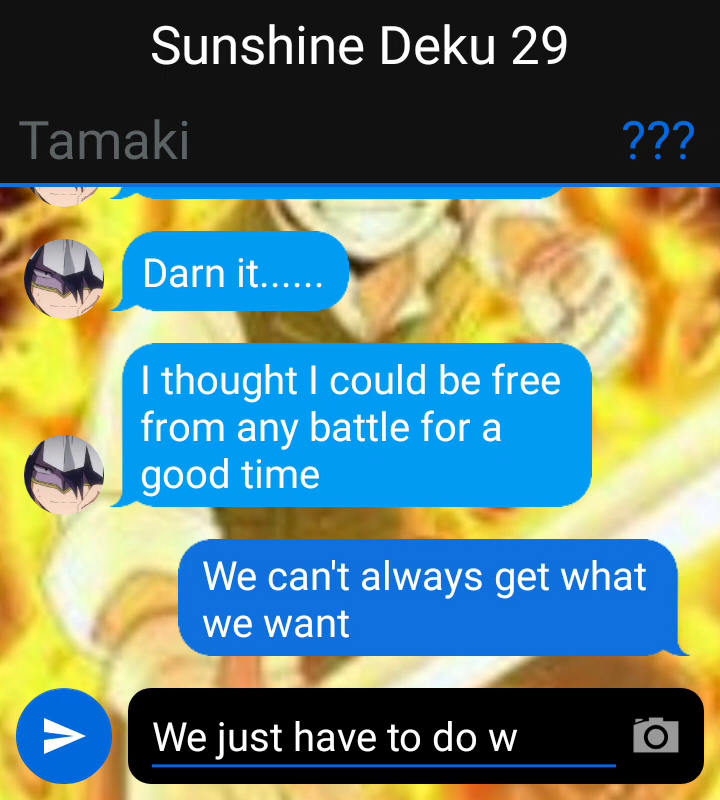 Sunshine Deku 29
Tamaki
???
Darn it......
I thought I could be free
from any battle for a
good time
We can't always get what
we want
We just have to do w